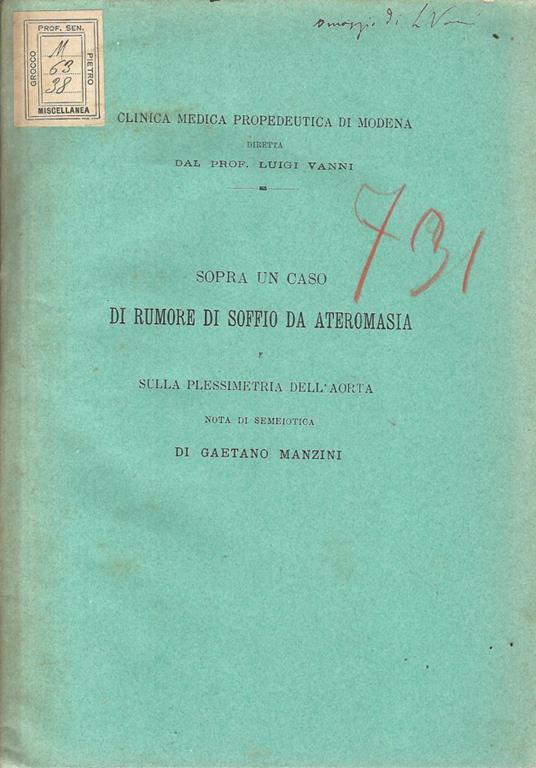 PROF. SEN.
GROCCO
M
63
38
PIETRO
MISCELLANEA
omaggio di L Vanni
CLINICA MEDICA PROPEDEUTICA DI MODENA
DIRETTA
DAL PROF. LUIGI VANNI
731
SOPRA UN CASO
DI RUMORE DI SOFFIO DA ATEROMASIA
E
SULLA PLESSIMETRIA DELL'AORTA
NOTA DI SEMEIOTICA
DI GAETANO MANZINI